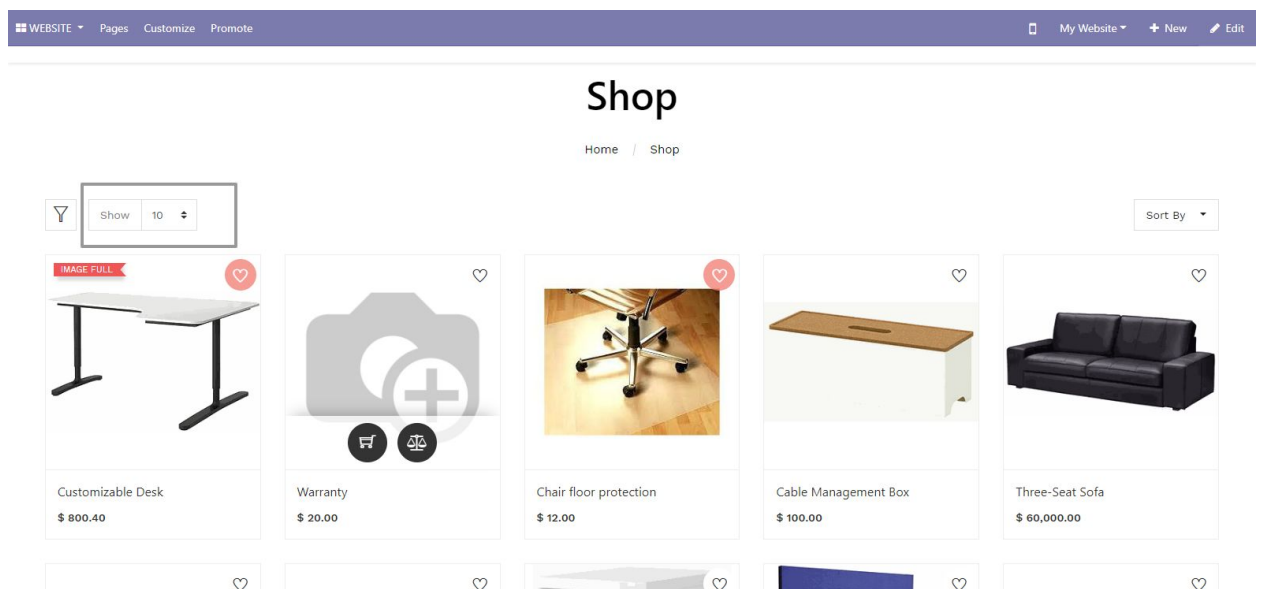 WEBSITE Pages Customize Promote My Website + New Edit
Shop
Home / Shop
Show 10 Sort By
IMAGE FULL
Customizable Desk Warranty Chair floor protection Cable Management Box Three-Seat Sofa
$ 800.40 $ 20.00 $ 12.00 $ 100.00 $ 60,000.00